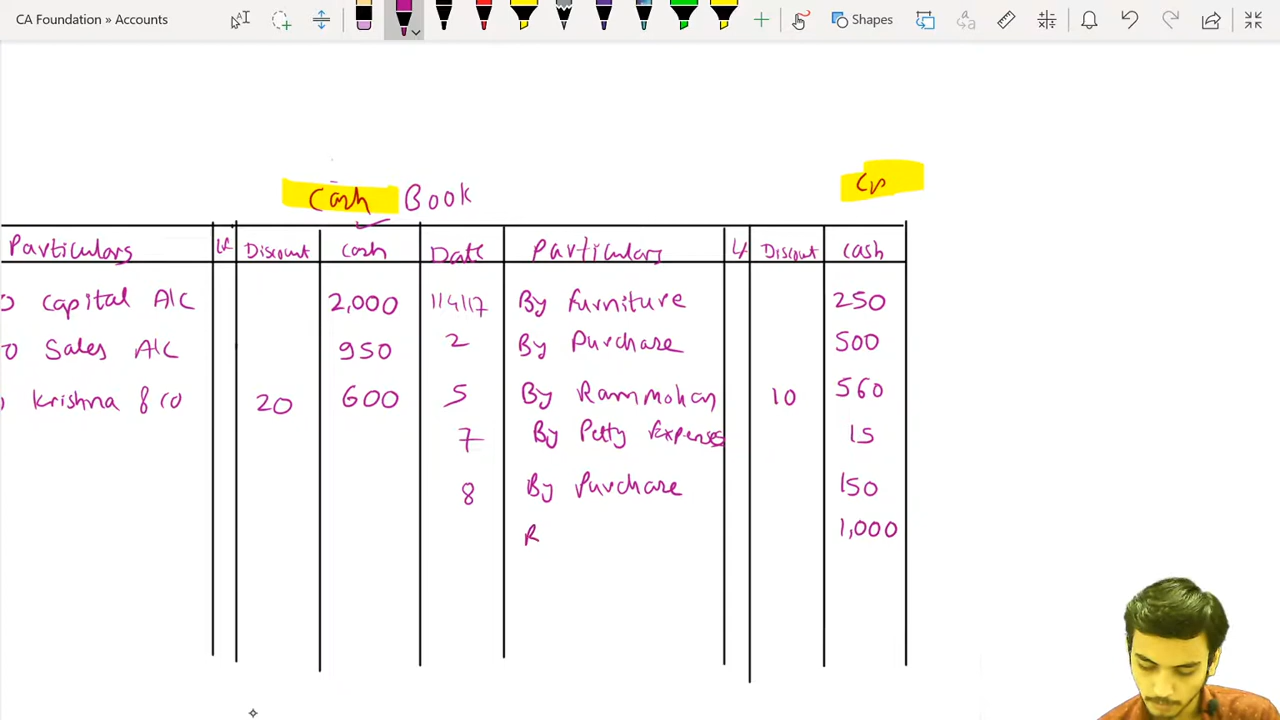 CA Foundation » Accounts
Shapes
Cash Book
Cr
Particulars Lf Discount Cash Date Particulars Lf Discount Cash
o Capital A/C 2,000 1/4/17 By Furniture 250
o Sales A/C 950 2 By Purchase 500
Krishna & Co 20 600 5 By Rammohan 10 560
7 By Petty Expenses 15
8 By Purchase 150
1,000